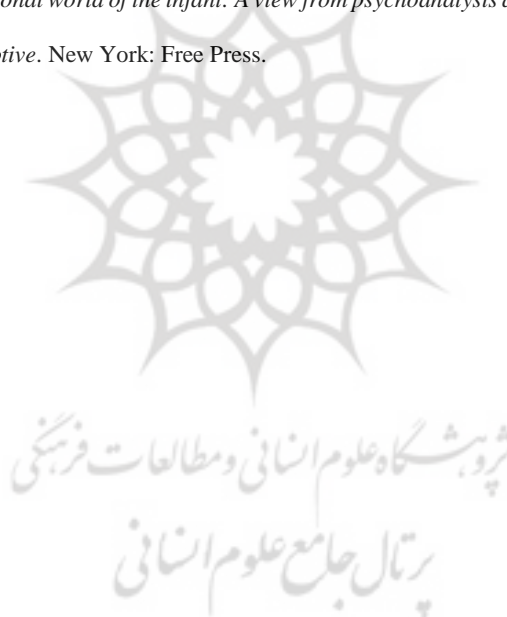 onal world of the infant: A view from psychoanalysis
ptive. New York: Free Press.
پژوهشگاه علوم انسانی و مطالعات فرهنگی
پرتال جامع علوم انسانی